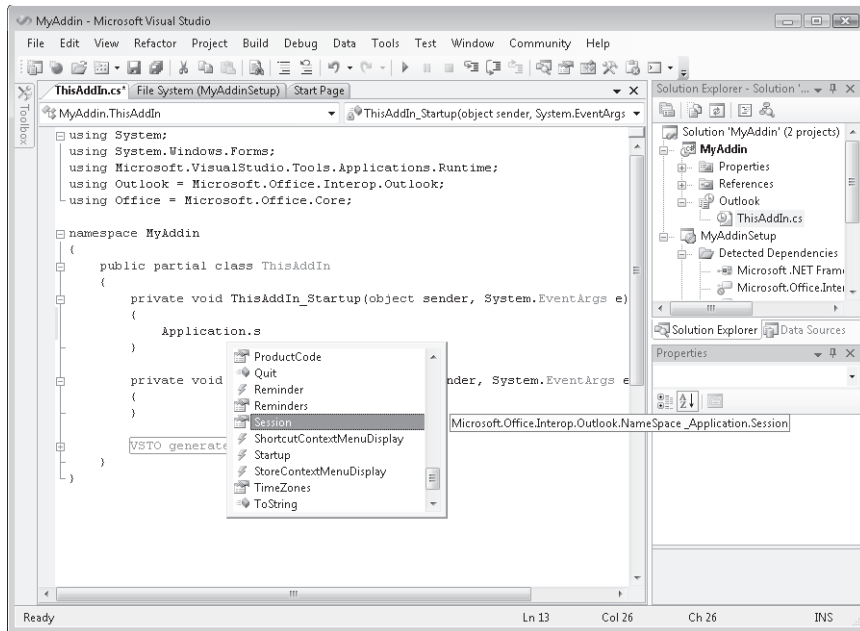 MyAddin - Microsoft Visual Studio
File Edit View Refactor Project Build Debug Data Tools Test Window Community Help
ThisAddIn.cs* File System (MyAddinSetup) Start Page
Toolbox
MyAddin.ThisAddIn ThisAddIn_Startup(object sender, System.EventArgs
using System;
using System.Windows.Forms;
using Microsoft.VisualStudio.Tools.Applications.Runtime;
using Outlook = Microsoft.Office.Interop.Outlook;
using Office = Microsoft.Office.Core;
namespace MyAddin
{
public partial class ThisAddIn
{
private void ThisAddIn_Startup(object sender, System.EventArgs e)
{
Application.s
}
private void nder, System.EventArgs e
{
}
VSTO generate
}
}
ProductCode
Quit
Reminder
Reminders
Session
ShortcutContextMenuDisplay
Startup
StoreContextMenuDisplay
TimeZones
ToString
Microsoft.Office.Interop.Outlook.NameSpace _Application.Session
Solution Explorer - Solution '...
Solution 'MyAddin' (2 projects)
MyAddin
Properties
References
Outlook
ThisAddIn.cs
MyAddinSetup
Detected Dependencies
Microsoft .NET Fram
Microsoft.Office.Inter
Solution Explorer Data Sources
Properties
Ready Ln 13 Col 26 Ch 26 INS